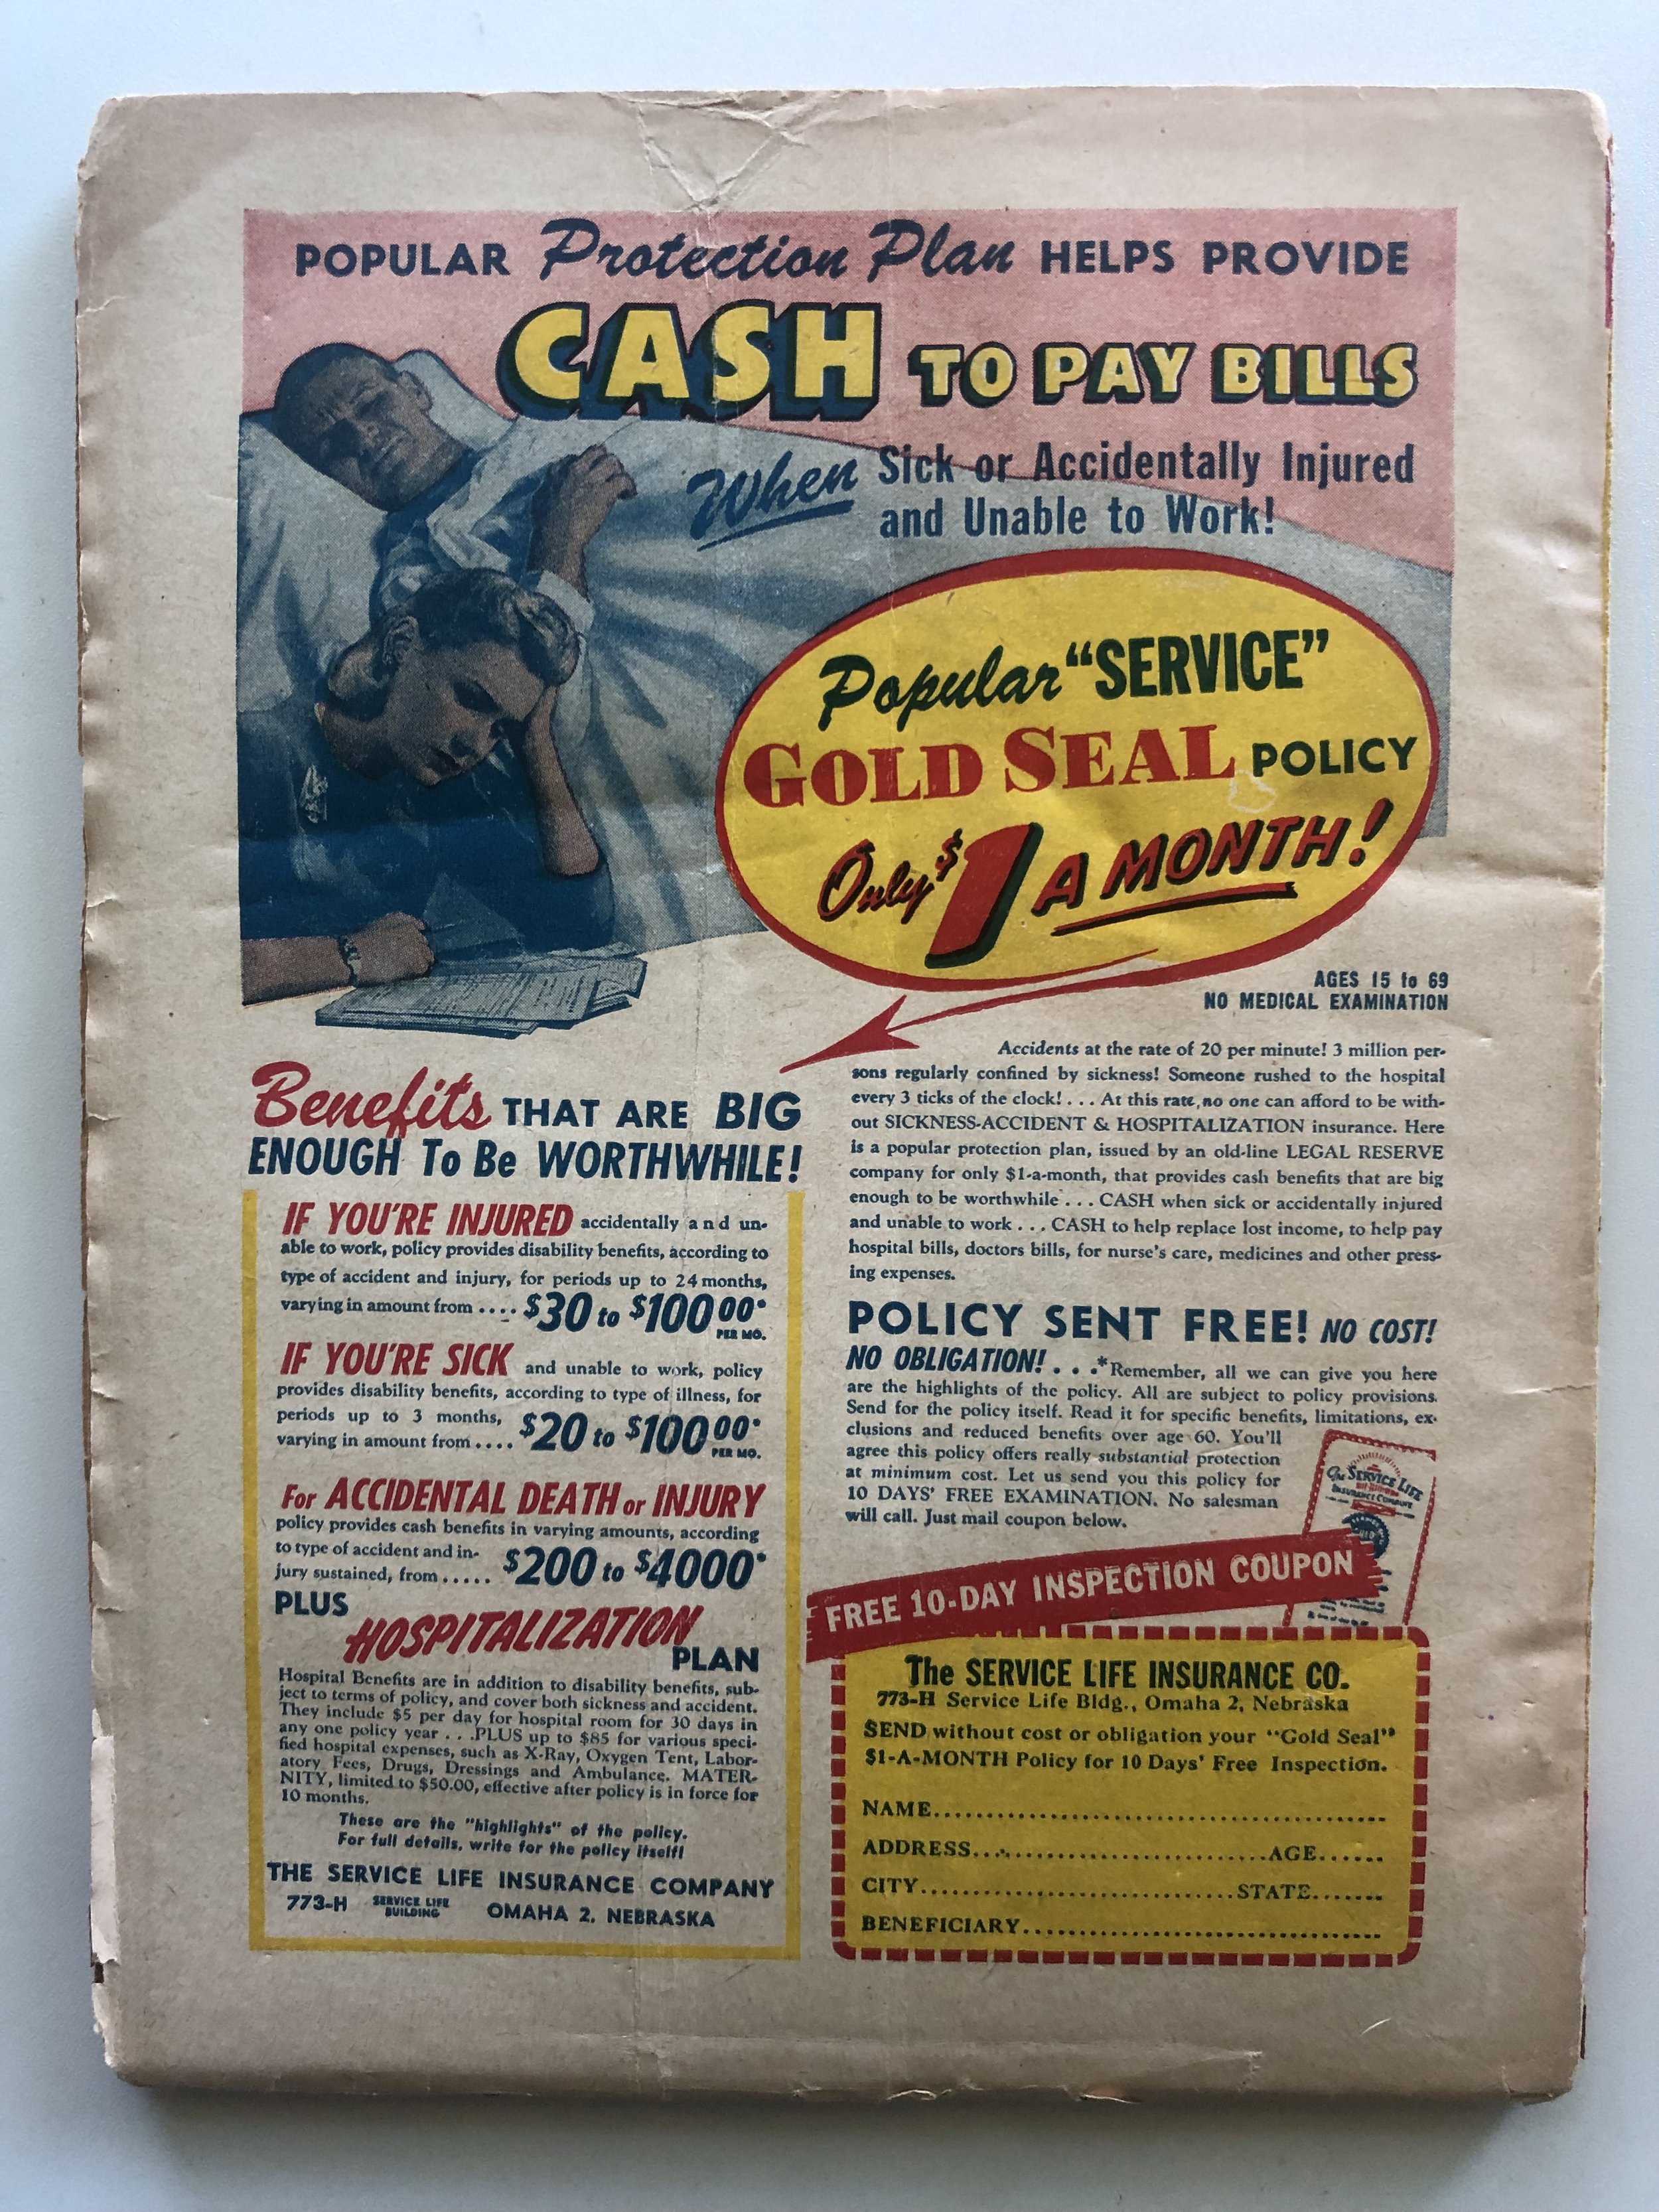 POPULAR Protection Plan HELPS PROVIDE
CASH TO PAY BILLS
When Sick or Accidentally Injured
and Unable to Work!
Popular "SERVICE"
GOLD SEAL POLICY
Only $1 A MONTH!
AGES 15 to 69
NO MEDICAL EXAMINATION
Benefits THAT ARE BIG
ENOUGH To Be WORTHWHILE!
IF YOU'RE INJURED accidentally and un-
able to work, policy provides disability benefits, according to
type of accident and injury, for periods up to 24 months,
varying in amount from .... $30 to $100 00*
PER MO.
IF YOU'RE SICK and unable to work, policy
provides disability benefits, according to type of illness, for
periods up to 3 months,
varying in amount from.... $20 to $100 00*
PER MO.
For ACCIDENTAL DEATH or INJURY
policy provides cash benefits in varying amounts, according
to type of accident and in-
jury sustained, from ..... $200 to $4000*
PLUS
HOSPITALIZATION
PLAN
Hospital Benefits are in addition to disability benefits, sub-
ject to terms of policy, and cover both sickness and accident.
They include $5 per day for hospital room for 30 days in
any one policy year . . .PLUS up to $85 for various speci-
fied hospital expenses, such as X-Ray, Oxygen Tent, Labor-
atory Fees, Drugs, Dressings and Ambulance. MATER-
NITY, limited to $50.00, effective after policy is in force for
10 months.
These are the "highlights" of the policy.
For full details, write for the policy itself!
THE SERVICE LIFE INSURANCE COMPANY
773-H SERVICE LIFE BUILDING OMAHA 2, NEBRASKA
Accidents at the rate of 20 per minute! 3 million per-
sons regularly confined by sickness! Someone rushed to the hospital
every 3 ticks of the clock! . . . At this rate, no one can afford to be with-
out SICKNESS-ACCIDENT & HOSPITALIZATION insurance. Here
is a popular protection plan, issued by an old-line LEGAL RESERVE
company for only $1-a-month, that provides cash benefits that are big
enough to be worthwhile . . . CASH when sick or accidentally injured
and unable to work . . . CASH to help replace lost income, to help pay
hospital bills, doctors bills, for nurse's care, medicines and other press-
ing expenses.
POLICY SENT FREE! NO COST!
NO OBLIGATION! . . .*Remember, all we can give you here
are the highlights of the policy. All are subject to policy provisions.
Send for the policy itself. Read it for specific benefits, limitations, ex-
clusions and reduced benefits over age 60. You'll
agree this policy offers really substantial protection
at minimum cost. Let us send you this policy for
10 DAYS' FREE EXAMINATION. No salesman
will call. Just mail coupon below.
The SERVICE LIFE
INSURANCE COMPANY
FREE 10-DAY INSPECTION COUPON
The SERVICE LIFE INSURANCE CO.
773-H Service Life Bldg., Omaha 2, Nebraska
SEND without cost or obligation your "Gold Seal"
$1-A-MONTH Policy for 10 Days' Free Inspection.
NAME................................................
ADDRESS...............................AGE.......
CITY.................................STATE.......
BENEFICIARY.....................................